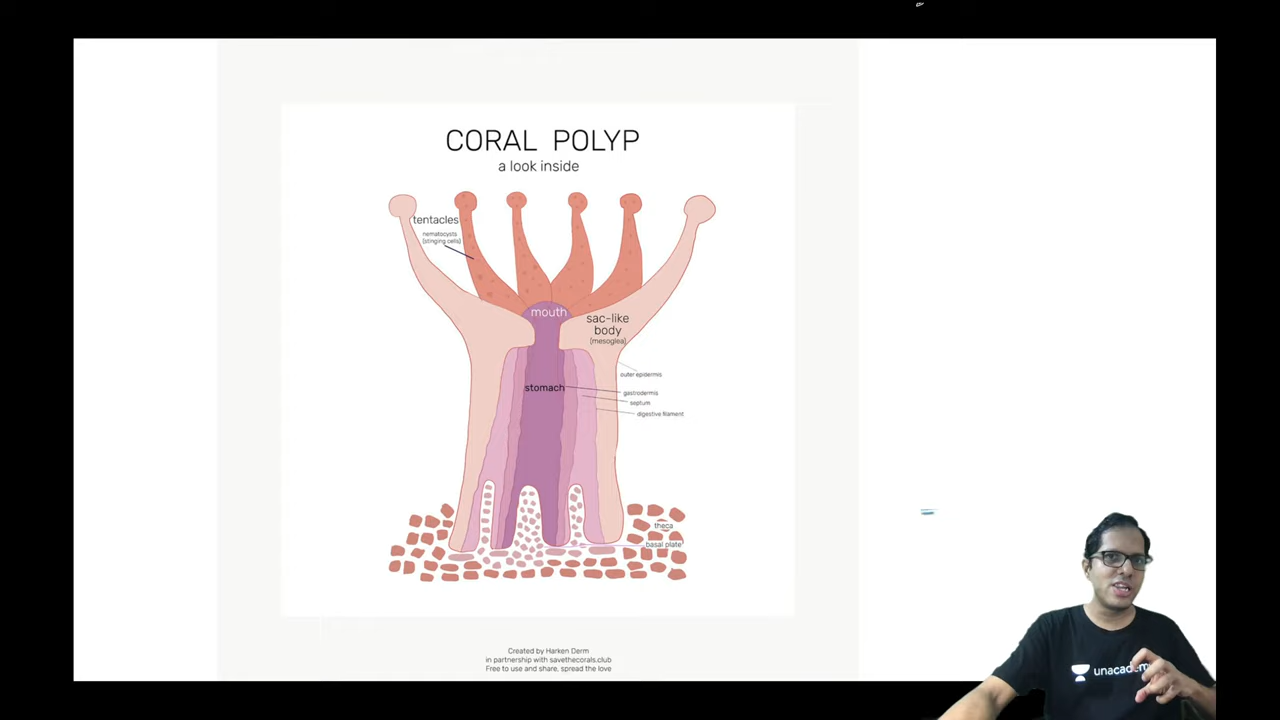 CORAL POLYP
a look inside
tentacles
nematocysts
(stinging cells)
mouth
sac-like
body
(mesoglea)
outer epidermis
stomach
gastrodermis
septum
digestive filament
theca
basal plate
Created by Harken Derm
in partnership with savethecorals.club
Free to use and share, spread the love